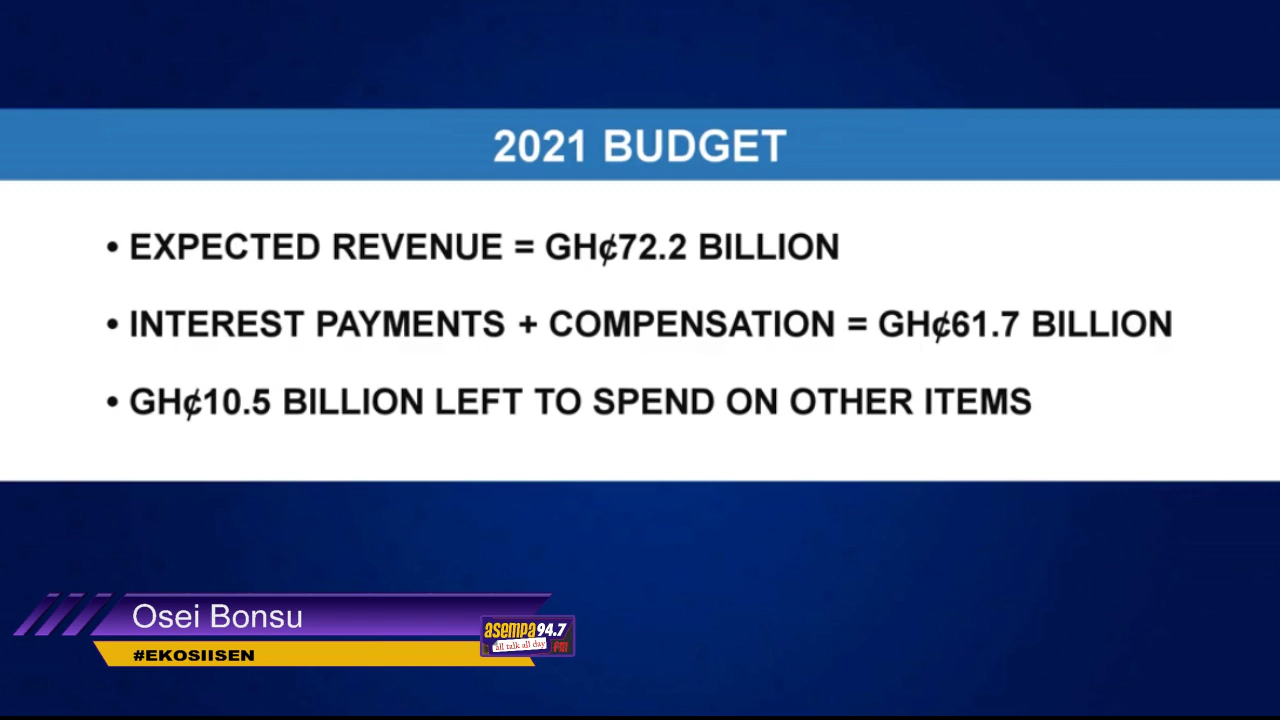 2021 BUDGET
• EXPECTED REVENUE = GH¢72.2 BILLION
• INTEREST PAYMENTS + COMPENSATION = GH¢61.7 BILLION
• GH¢10.5 BILLION LEFT TO SPEND ON OTHER ITEMS
Osei Bonsu
asempa 94.7
all talk all day FM
#EKOSIISEN